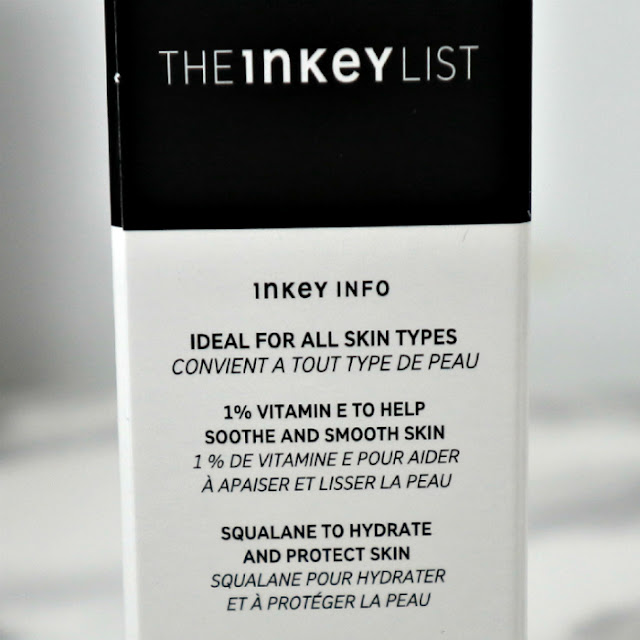 THE INKEY LIST
INKEY INFO
IDEAL FOR ALL SKIN TYPES
CONVIENT A TOUT TYPE DE PEAU
1% VITAMIN E TO HELP
SOOTHE AND SMOOTH SKIN
1 % DE VITAMINE E POUR AIDER
À APAISER ET LISSER LA PEAU
SQUALANE TO HYDRATE
AND PROTECT SKIN
SQUALANE POUR HYDRATER
ET À PROTÉGER LA PEAU